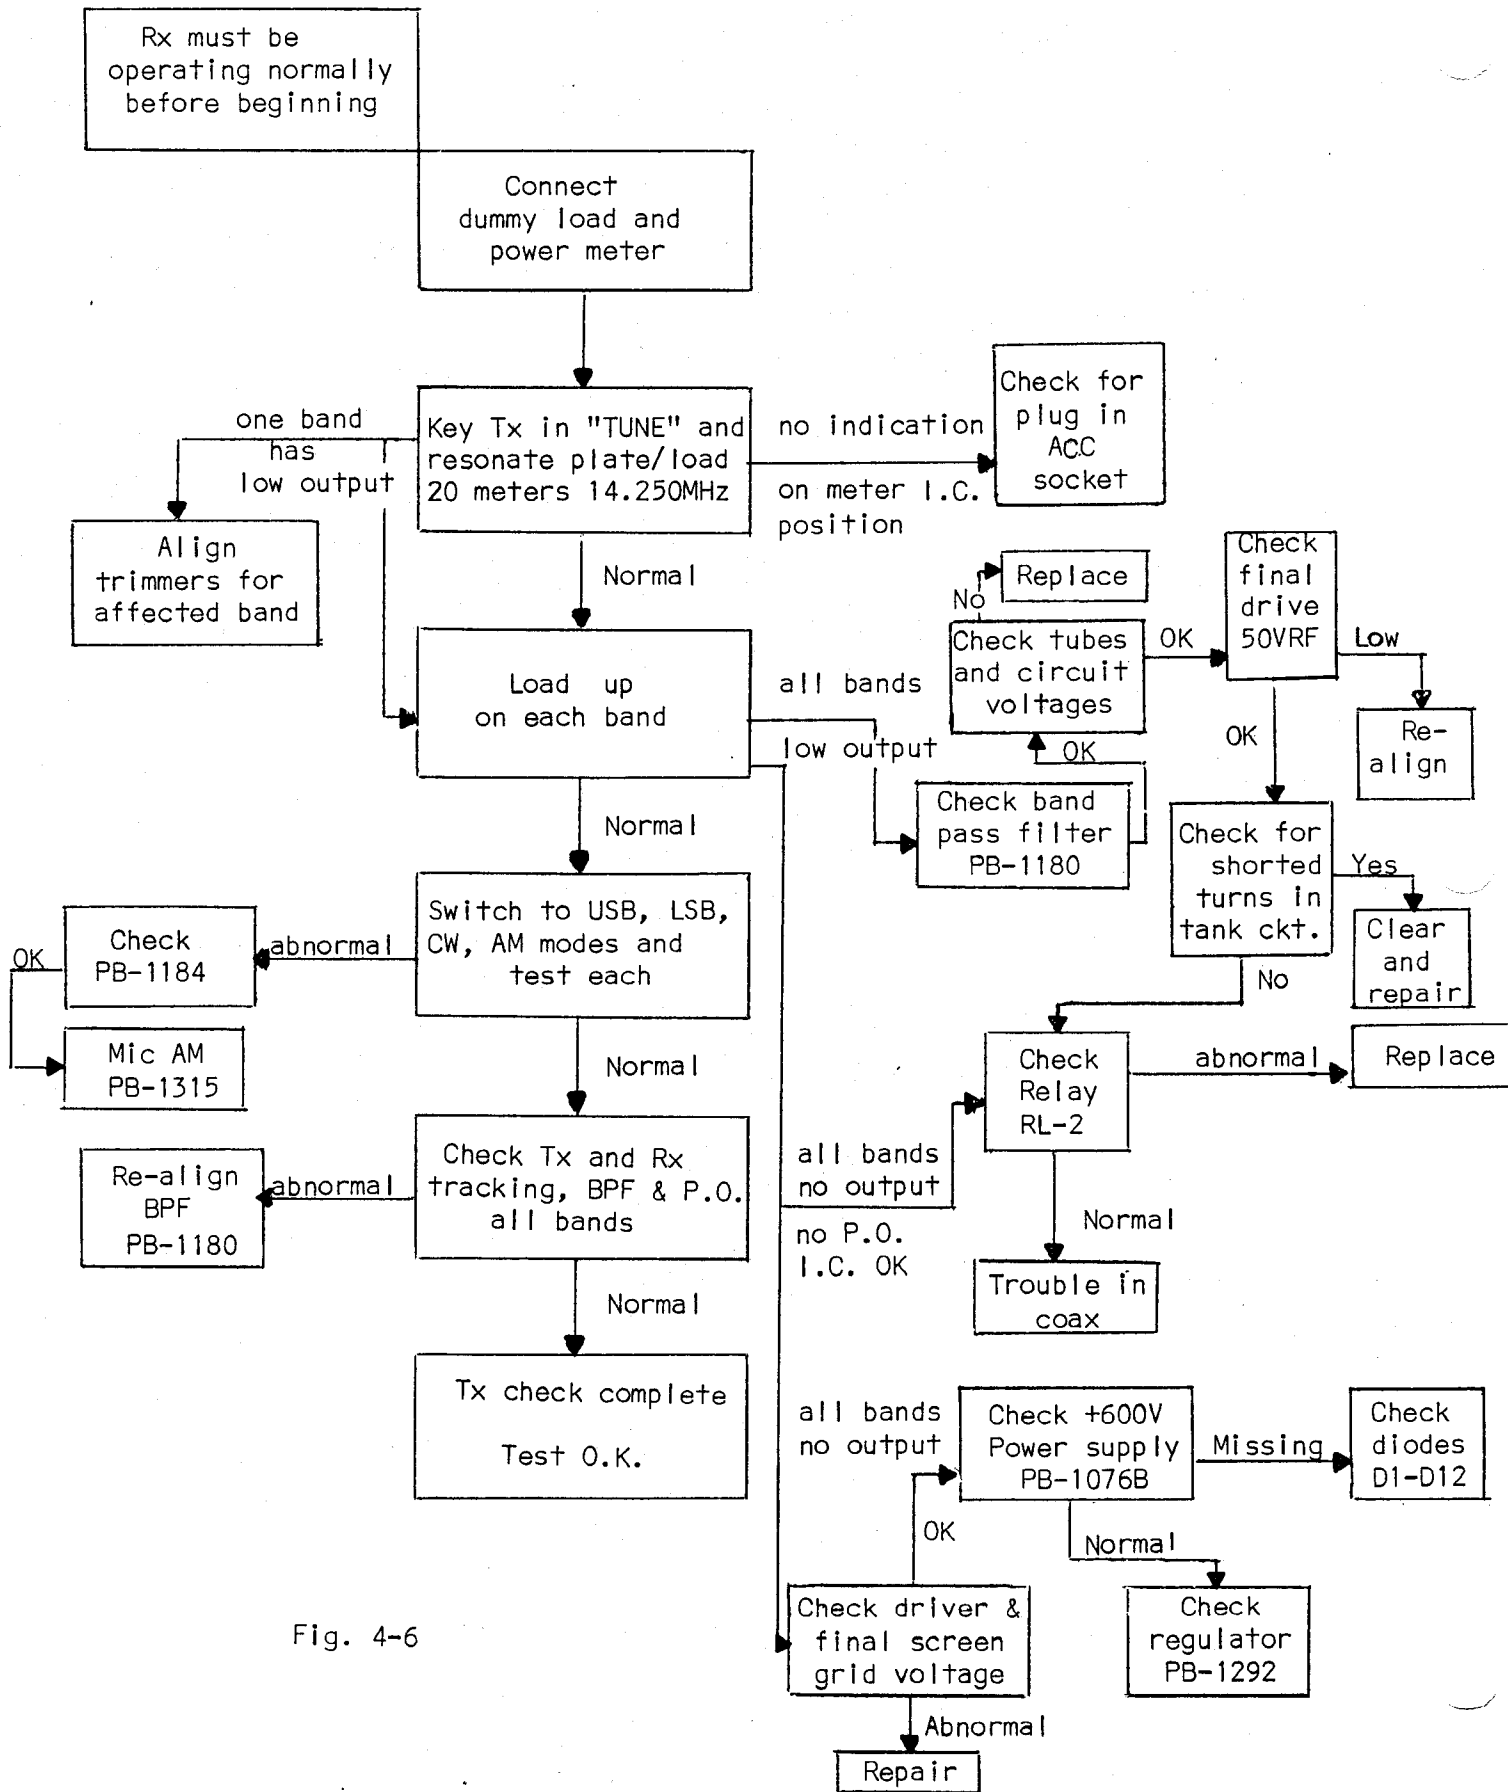 Rx must be
operating normally
before beginning
Connect
dummy load and
power meter
Key Tx in "TUNE" and
resonate plate/load
20 meters 14.250MHz
one band
has
low output
Align
trimmers for
affected band
no indication
on meter I.C.
position
Check for
plug in
ACC
socket
Normal
Load up
on each band
all bands
low output
Check band
pass filter
PB-1180
OK
Check tubes
and circuit
voltages
No
Replace
OK
Check
final
drive
50VRF
Low
Re-
align
OK
Check for
shorted
turns in
tank ckt.
Yes
Clear
and
repair
No
Check
Relay
RL-2
abnormal
Replace
Normal
Trouble in
coax
Normal
Switch to USB, LSB,
CW, AM modes and
test each
abnormal
Check
PB-1184
OK
Mic AM
PB-1315
Normal
Check Tx and Rx
tracking, BPF & P.O.
all bands
abnormal
Re-align
BPF
PB-1180
Normal
Tx check complete
Test O.K.
all bands
no output
no P.O.
I.C. OK
all bands
no output
Check +600V
Power supply
PB-1076B
Missing
Check
diodes
D1-D12
OK
Normal
Check
regulator
PB-1292
Check driver &
final screen
grid voltage
Abnormal
Repair
Fig. 4-6